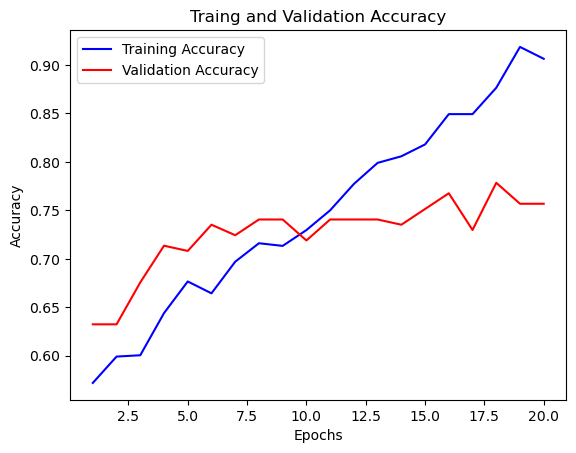 Traing and Validation Accuracy
Training Accuracy
Validation Accuracy
Accuracy
0.90
0.85
0.80
0.75
0.70
0.65
0.60
2.5 5.0 7.5 10.0 12.5 15.0 17.5 20.0
Epochs